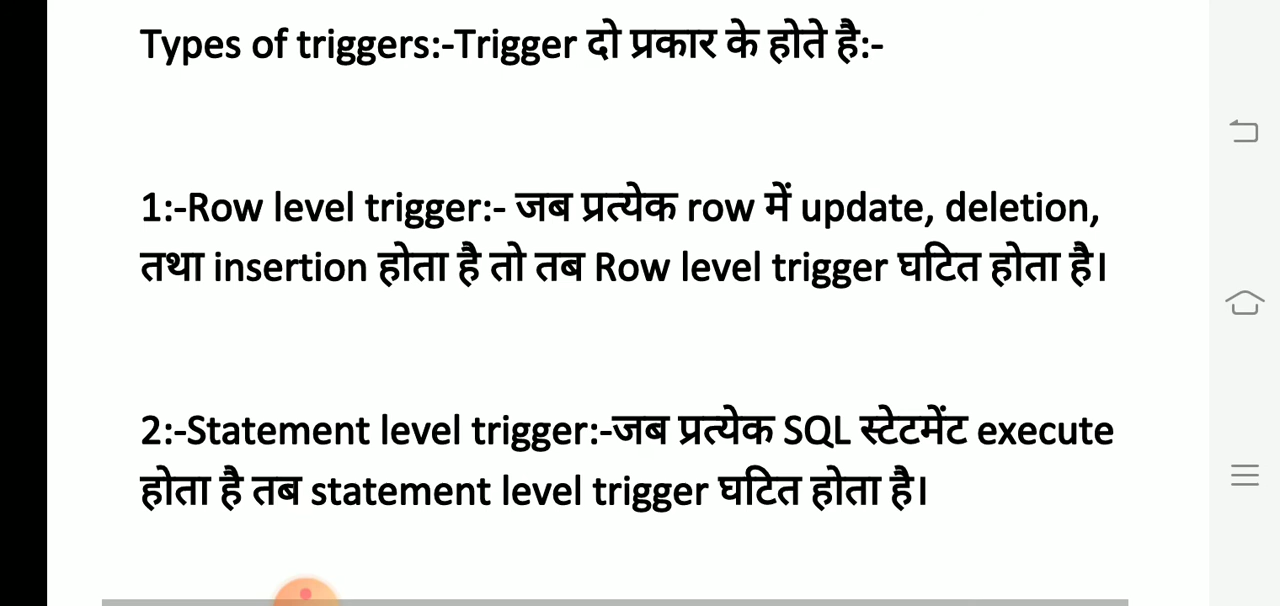 Types of triggers:-Trigger दो प्रकार के होते है:-
1:-Row level trigger:- जब प्रत्येक row में update, deletion,
तथा insertion होता है तो तब Row level trigger घटित होता है।
2:-Statement level trigger:-जब प्रत्येक SQL स्टेटमेंट execute
होता है तब statement level trigger घटित होता है।